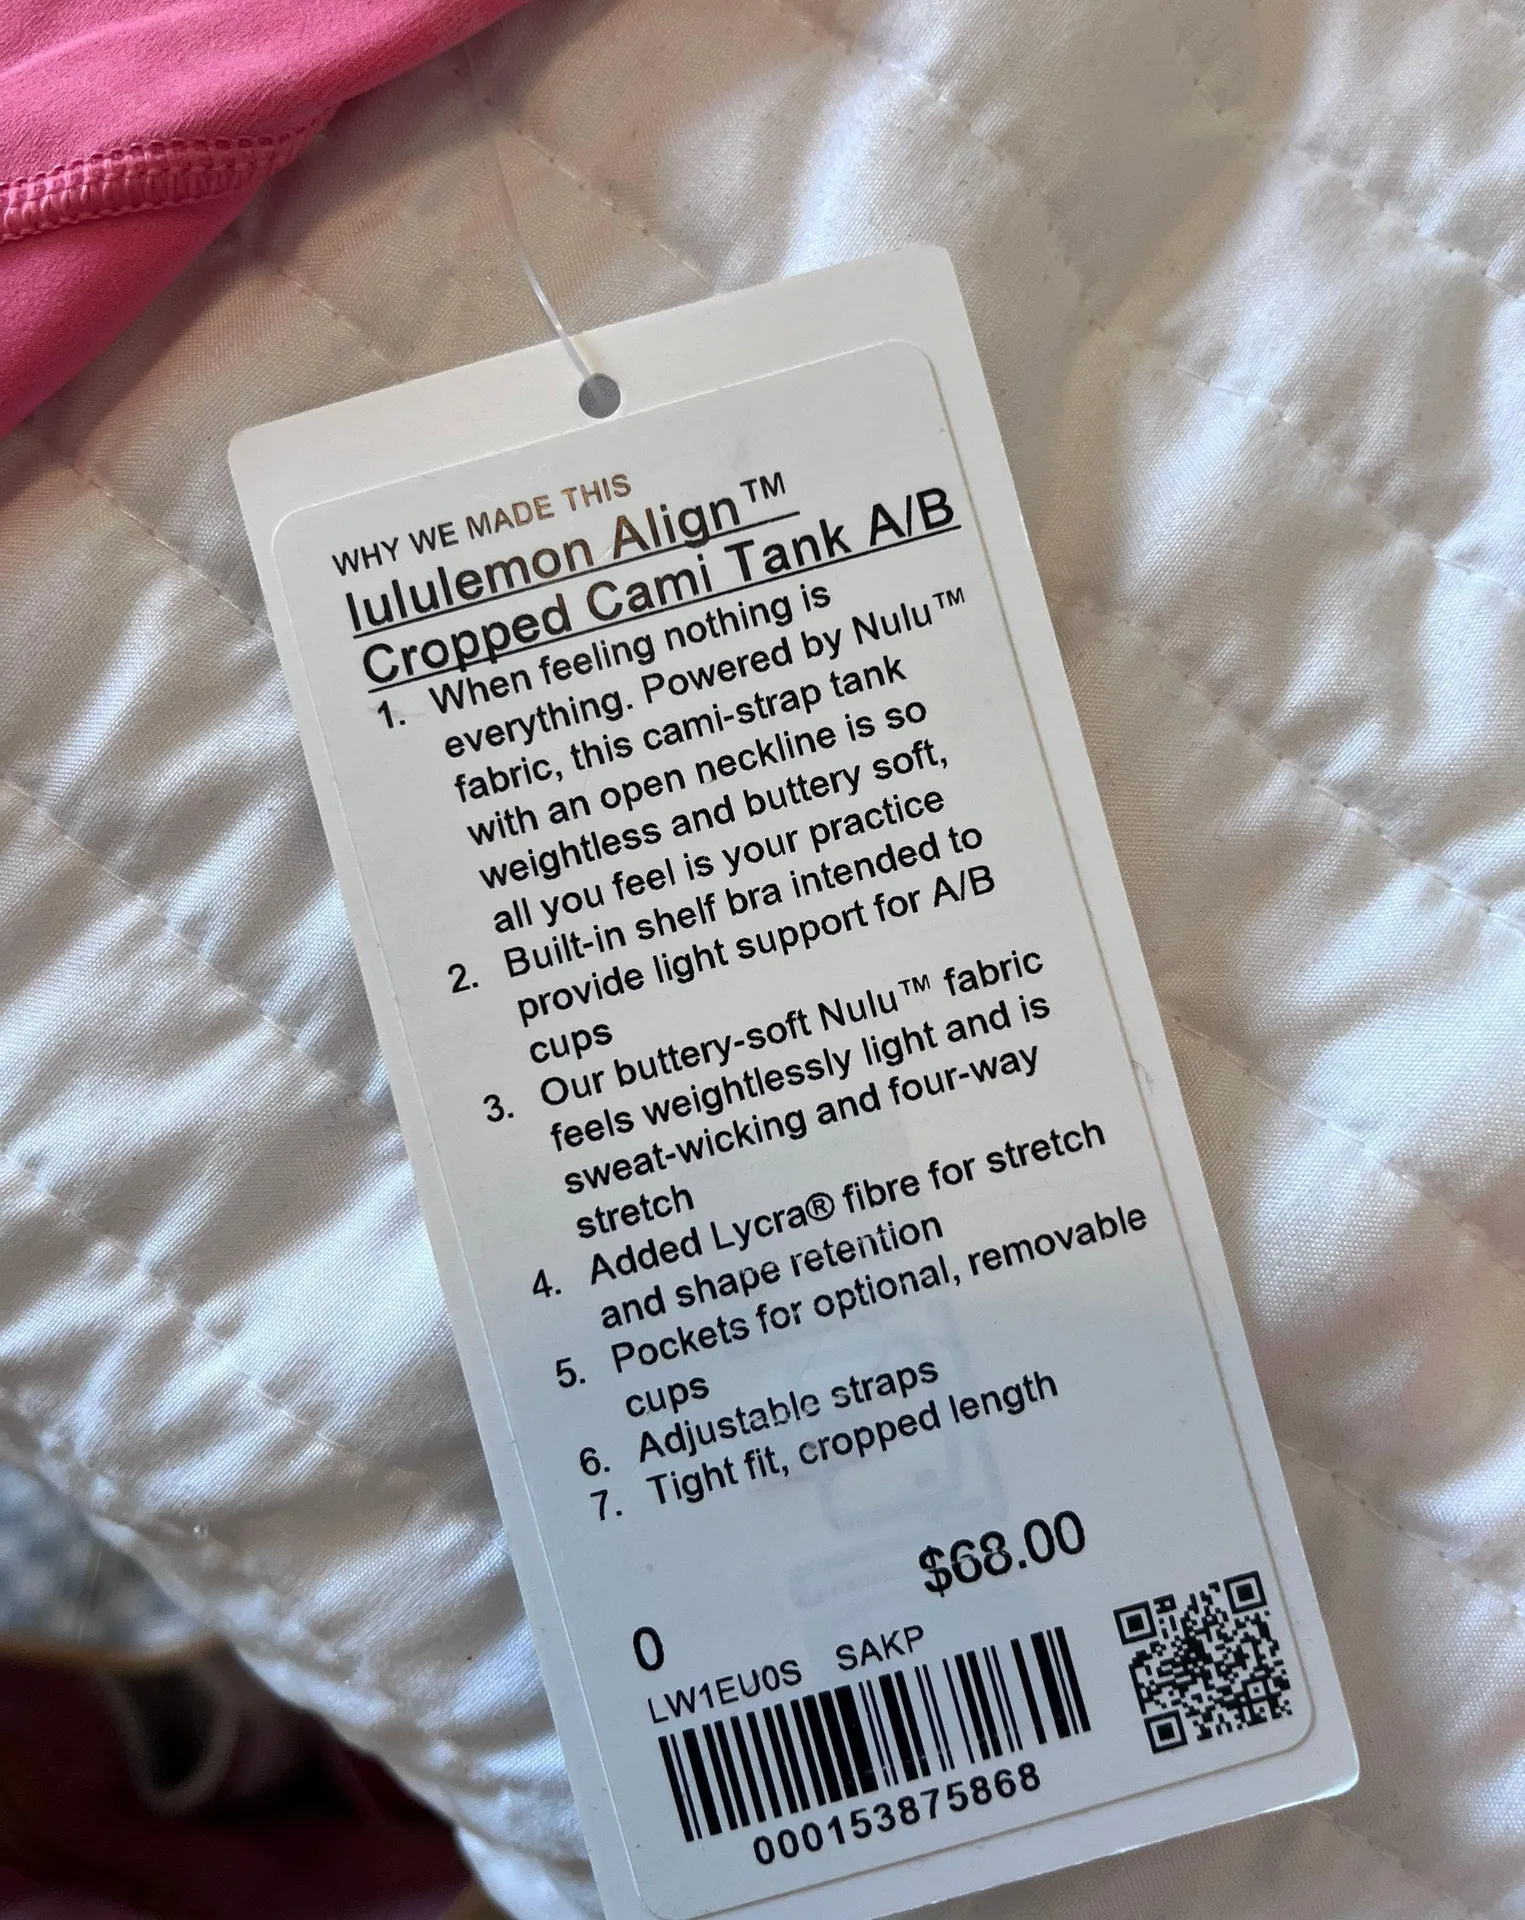 WHY WE MADE THIS
lululemon Align™
Cropped Cami Tank A/B
1. When feeling nothing is
everything. Powered by Nulu™
fabric, this cami-strap tank
with an open neckline is so
weightless and buttery soft,
all you feel is your practice
2. Built-in shelf bra intended to
provide light support for A/B
cups
3. Our buttery-soft Nulu™ fabric
feels weightlessly light and is
sweat-wicking and four-way
stretch
4. Added Lycra® fibre for stretch
and shape retention
5. Pockets for optional, removable
cups
6. Adjustable straps
7. Tight fit, cropped length
$68.00
0
LW1EU0S SAKP
000153875868